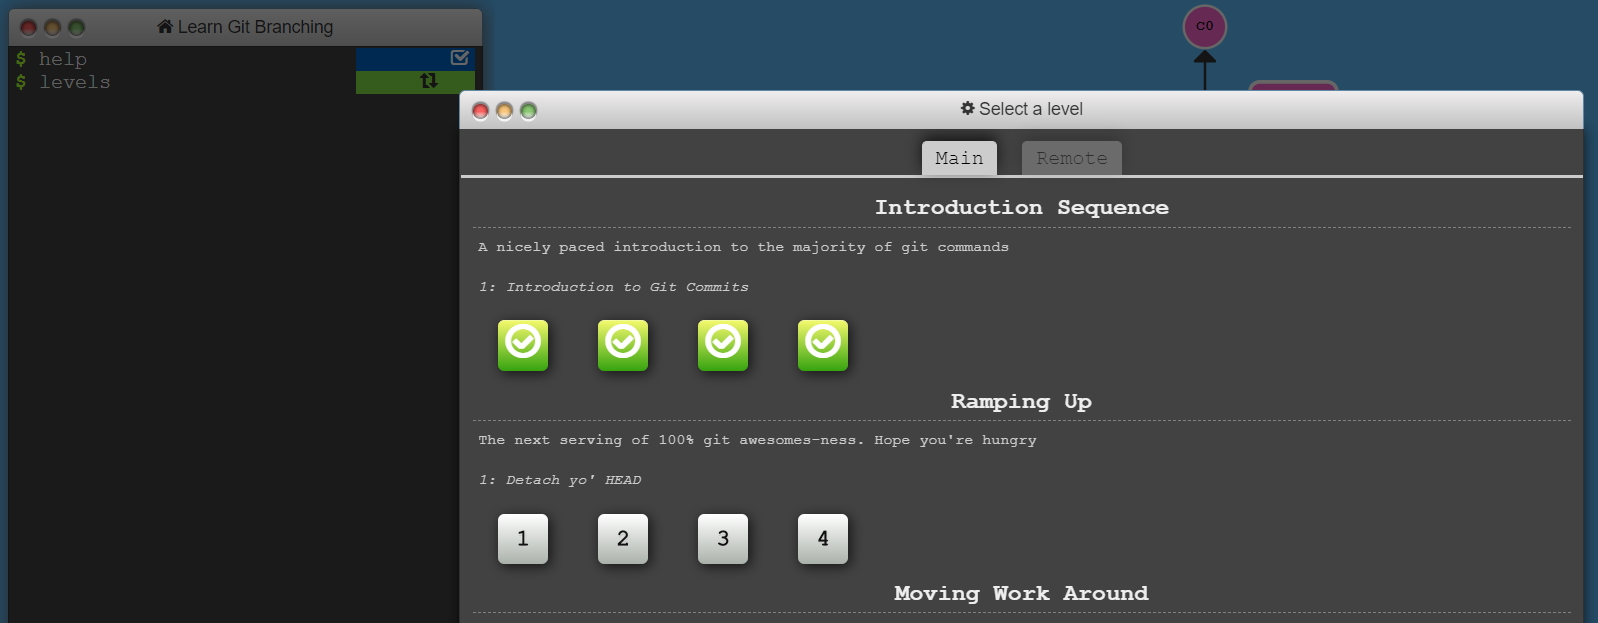 Learn Git Branching
$ help
$ levels
C0
Select a level
Main
Remote
Introduction Sequence
A nicely paced introduction to the majority of git commands
1: Introduction to Git Commits
Ramping Up
The next serving of 100% git awesomes-ness. Hope you're hungry
1: Detach yo' HEAD
1 2 3 4
Moving Work Around